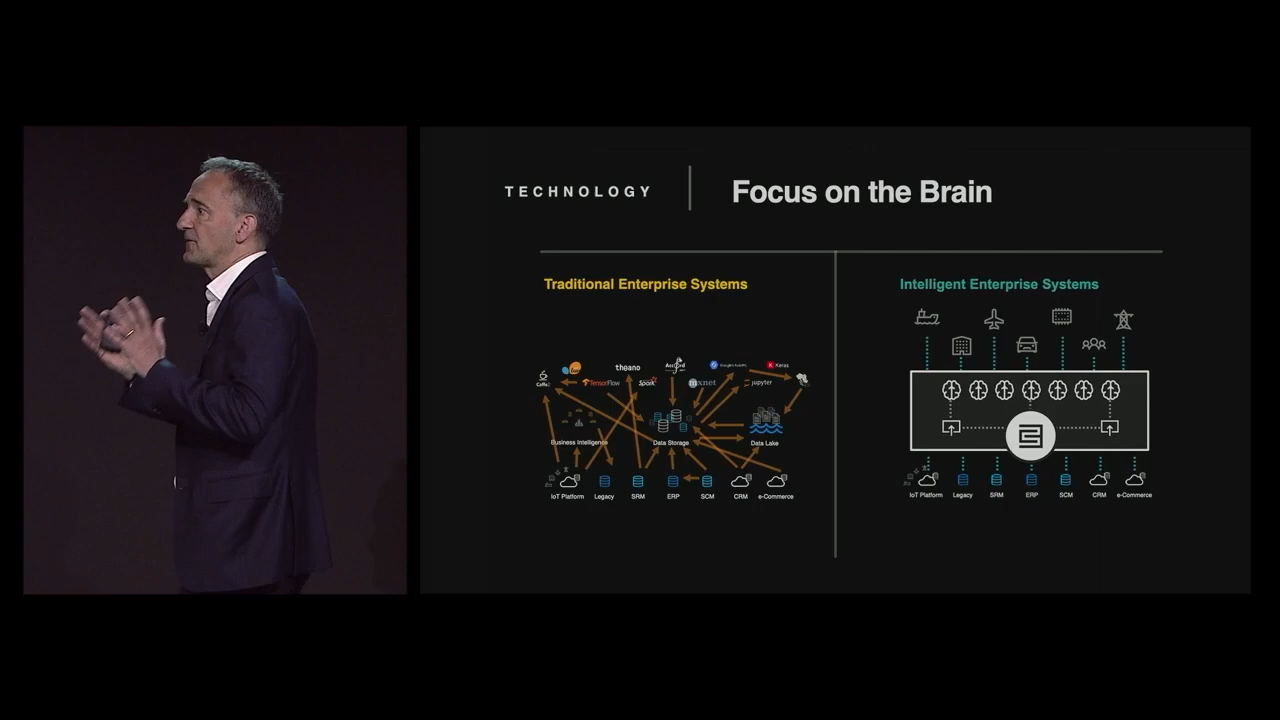 TECHNOLOGY
Focus on the Brain
Traditional Enterprise Systems
theano
Accord
Keras
Caffe2
TensorFlow
Spark
mxnet
jupyter
Business Intelligence
Data Storage
Data Lake
IoT Platform
Legacy
SRM
ERP
SCM
CRM
e-Commerce
Intelligent Enterprise Systems
IoT Platform
Legacy
SRM
ERP
SCM
CRM
e-Commerce